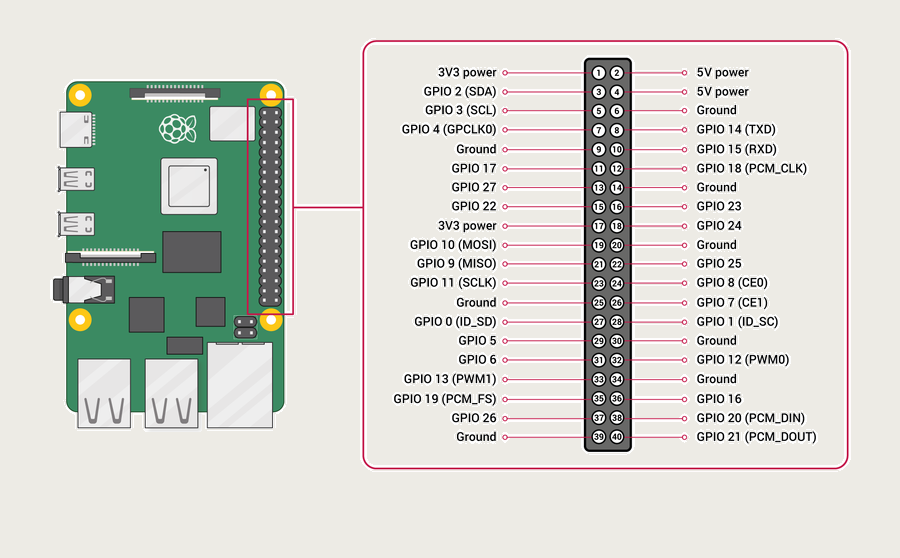 3V3 power 1 2 5V power
GPIO 2 (SDA) 3 4 5V power
GPIO 3 (SCL) 5 6 Ground
GPIO 4 (GPCLK0) 7 8 GPIO 14 (TXD)
Ground 9 10 GPIO 15 (RXD)
GPIO 17 11 12 GPIO 18 (PCM_CLK)
GPIO 27 13 14 Ground
GPIO 22 15 16 GPIO 23
3V3 power 17 18 GPIO 24
GPIO 10 (MOSI) 19 20 Ground
GPIO 9 (MISO) 21 22 GPIO 25
GPIO 11 (SCLK) 23 24 GPIO 8 (CE0)
Ground 25 26 GPIO 7 (CE1)
GPIO 0 (ID_SD) 27 28 GPIO 1 (ID_SC)
GPIO 5 29 30 Ground
GPIO 6 31 32 GPIO 12 (PWM0)
GPIO 13 (PWM1) 33 34 Ground
GPIO 19 (PCM_FS) 35 36 GPIO 16
GPIO 26 37 38 GPIO 20 (PCM_DIN)
Ground 39 40 GPIO 21 (PCM_DOUT)